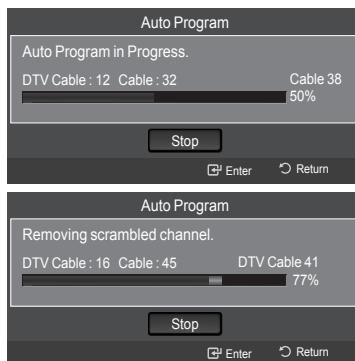 Auto Program
Auto Program in Progress.
DTV Cable : 12 Cable : 32 Cable 38
50%
Stop
Enter Return
Auto Program
Removing scrambled channel.
DTV Cable : 16 Cable : 45 DTV Cable 41
77%
Stop
Enter Return